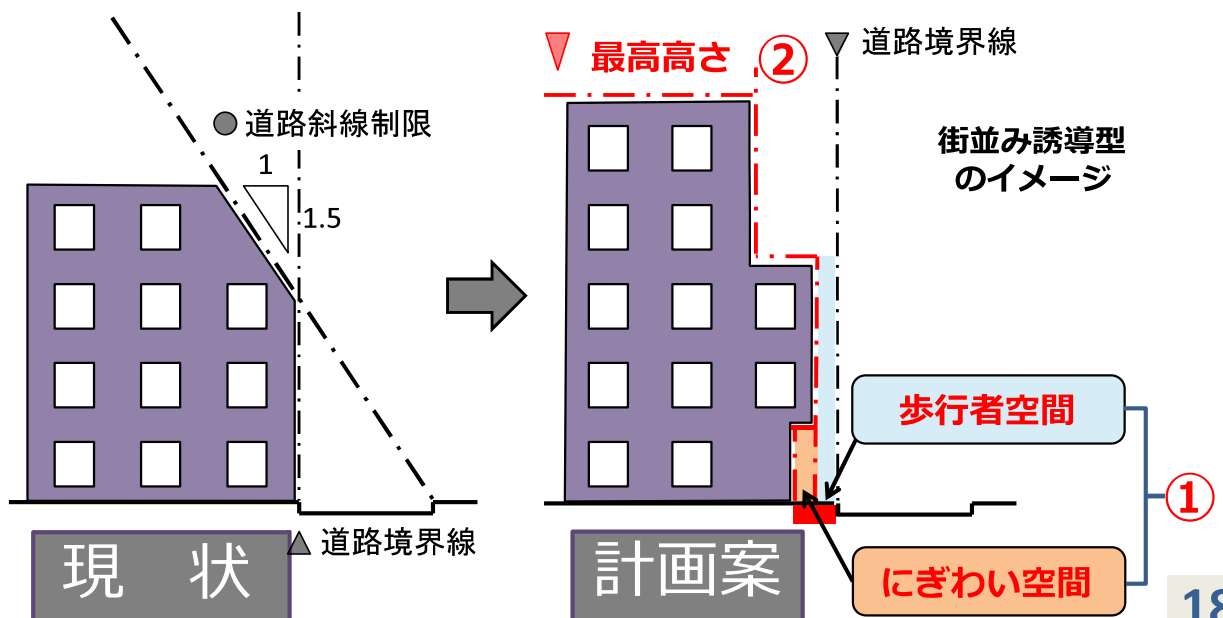 ●道路斜線制限
1
1.5
△ 道路境界線
現　状
▽ 最高高さ ②
▽ 道路境界線
街並み誘導型
のイメージ
歩行者空間
①
にぎわい空間
計画案
18